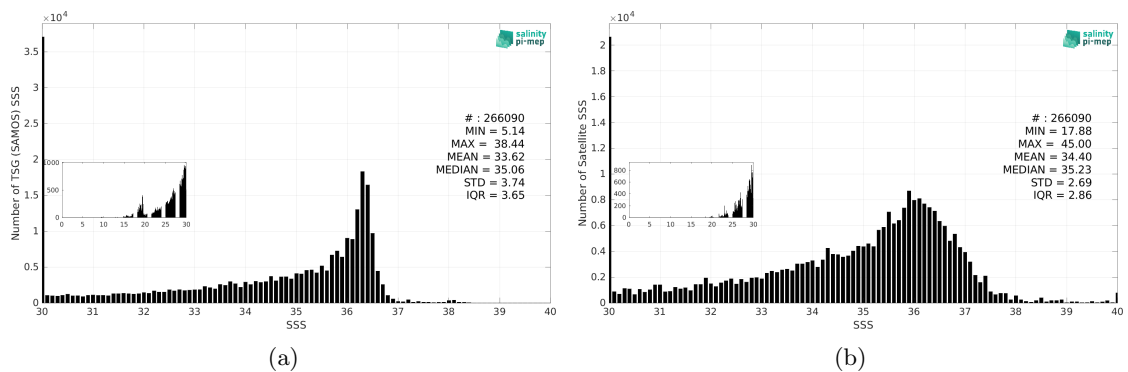 ×10⁴
3.5
3
2.5
2
1.5
1
0.5
0
Number of TSG (SAMOS) SSS
salinity
pi-mep
# : 266090
MIN = 5.14
MAX = 38.44
MEAN = 33.62
MEDIAN = 35.06
STD = 3.74
IQR = 3.65
1000
500
0
0 5 10 15 20 25 30
30 31 32 33 34 35 36 37 38 39 40
SSS
(a)
×10⁴
2
1.8
1.6
1.4
1.2
1
0.8
0.6
0.4
0.2
0
Number of Satellite SSS
salinity
pi-mep
# : 266090
MIN = 17.88
MAX = 45.00
MEAN = 34.40
MEDIAN = 35.23
STD = 2.69
IQR = 2.86
800
600
400
200
0
0 5 10 15 20 25 30
30 31 32 33 34 35 36 37 38 39 40
SSS
(b)